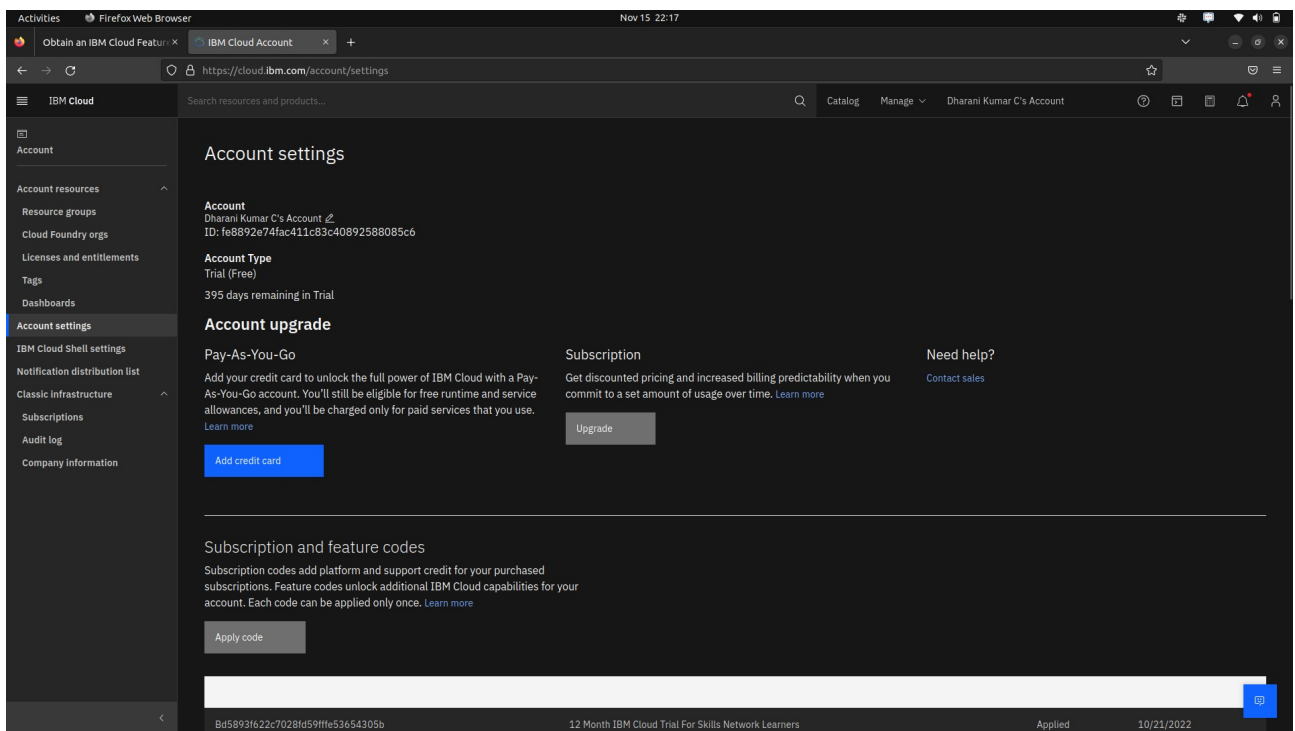 Activities Firefox Web Browser Nov 15 22:17
Obtain an IBM Cloud Featur × IBM Cloud Account × +
https://cloud.ibm.com/account/settings
IBM Cloud Search resources and products... Catalog Manage Dharani Kumar C's Account
Account
Account resources
Resource groups
Cloud Foundry orgs
Licenses and entitlements
Tags
Dashboards
Account settings
IBM Cloud Shell settings
Notification distribution list
Classic infrastructure
Subscriptions
Audit log
Company information
Account settings
Account
Dharani Kumar C's Account
ID: fe8892e74fac411c83c40892588085c6
Account Type
Trial (Free)
395 days remaining in Trial
Account upgrade
Pay-As-You-Go
Add your credit card to unlock the full power of IBM Cloud with a Pay-
As-You-Go account. You'll still be eligible for free runtime and service
allowances, and you'll be charged only for paid services that you use.
Learn more
Add credit card
Subscription
Get discounted pricing and increased billing predictability when you
commit to a set amount of usage over time. Learn more
Upgrade
Need help?
Contact sales
Subscription and feature codes
Subscription codes add platform and support credit for your purchased
subscriptions. Feature codes unlock additional IBM Cloud capabilities for your
account. Each code can be applied only once. Learn more
Apply code
Bd5893f622c7028fd59fffe53654305b 12 Month IBM Cloud Trial For Skills Network Learners Applied 10/21/2022